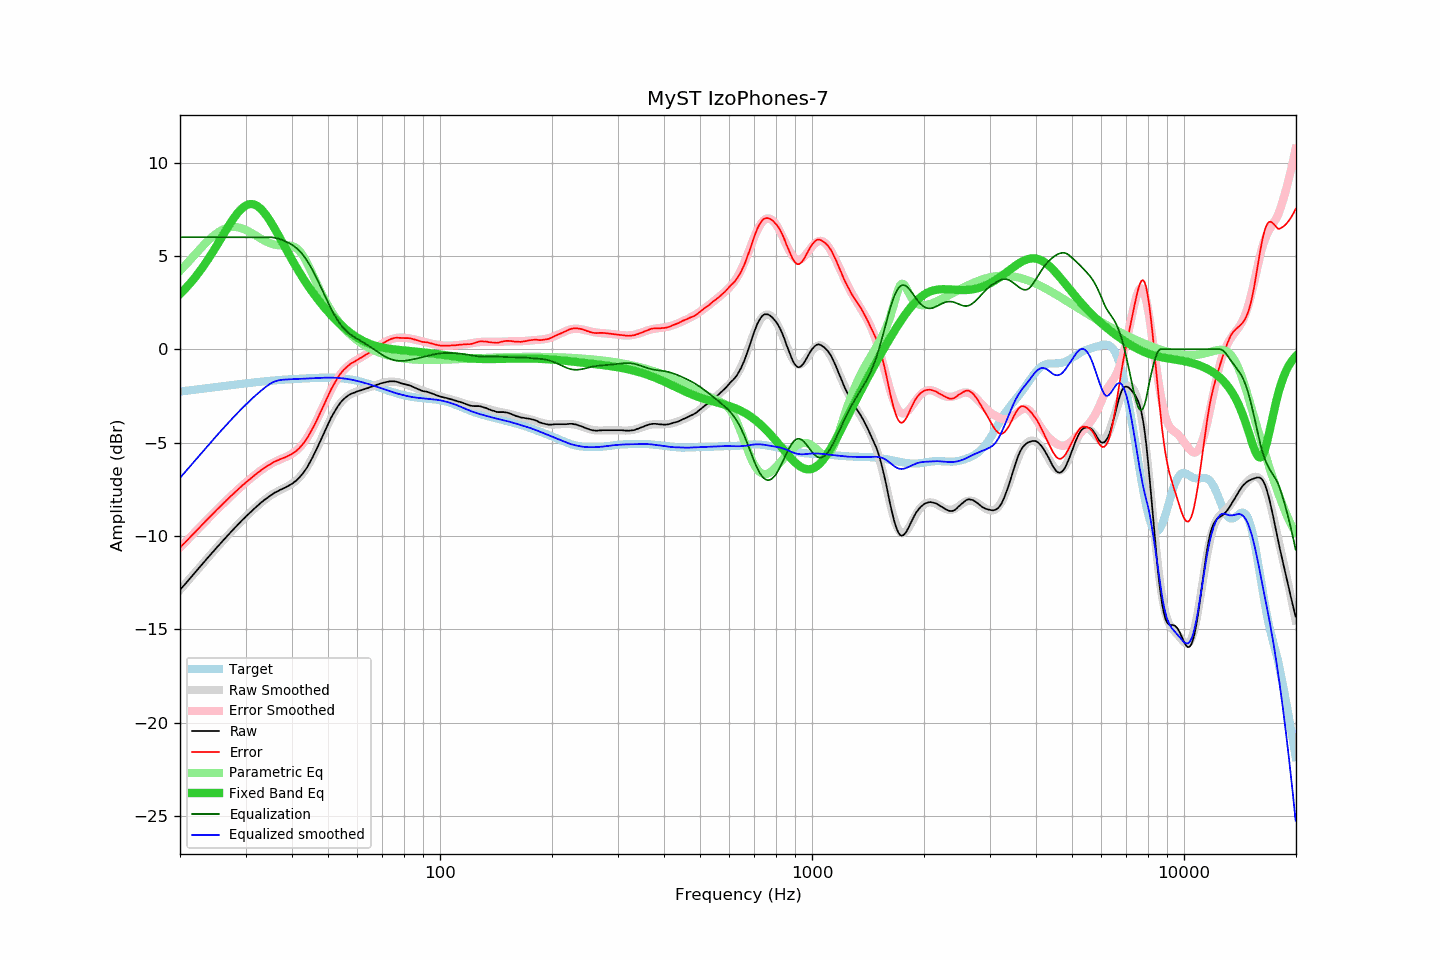 MyST IzoPhones-7
Amplitude (dBr)
10
5
0
−5
−10
−15
−20
−25
Target
Raw Smoothed
Error Smoothed
Raw
Error
Parametric Eq
Fixed Band Eq
Equalization
Equalized smoothed
100
1000
10000
Frequency (Hz)